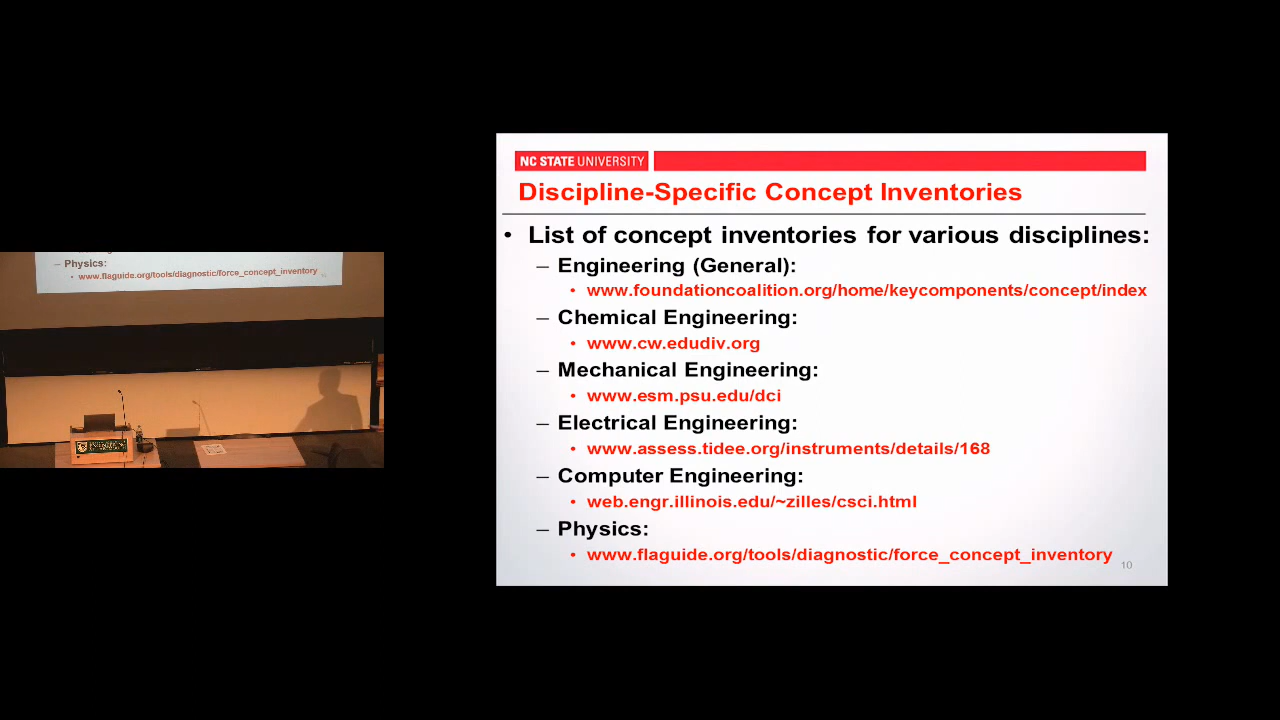 NC STATE UNIVERSITY
Discipline-Specific Concept Inventories
• List of concept inventories for various disciplines:
– Engineering (General):
• www.foundationcoalition.org/home/keycomponents/concept/index
– Chemical Engineering:
• www.cw.edudiv.org
– Mechanical Engineering:
• www.esm.psu.edu/dci
– Electrical Engineering:
• www.assess.tidee.org/instruments/details/168
– Computer Engineering:
• web.engr.illinois.edu/~zilles/csci.html
– Physics:
• www.flaguide.org/tools/diagnostic/force_concept_inventory
10
– Physics:
• www.flaguide.org/tools/diagnostic/force_concept_inventory